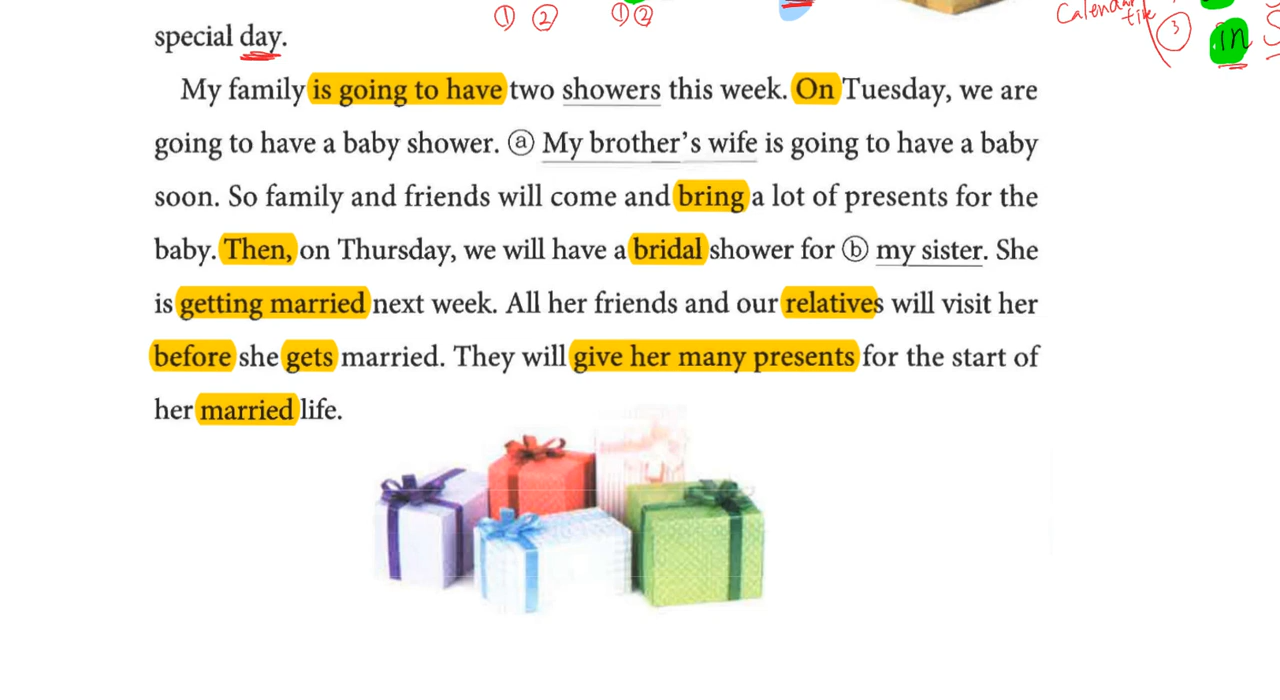 ① ② ①②
Calendar
time
③
in
special day.
My family is going to have two showers this week. On Tuesday, we are
going to have a baby shower. ⓐ My brother's wife is going to have a baby
soon. So family and friends will come and bring a lot of presents for the
baby. Then, on Thursday, we will have a bridal shower for ⓑ my sister. She
is getting married next week. All her friends and our relatives will visit her
before she gets married. They will give her many presents for the start of
her married life.